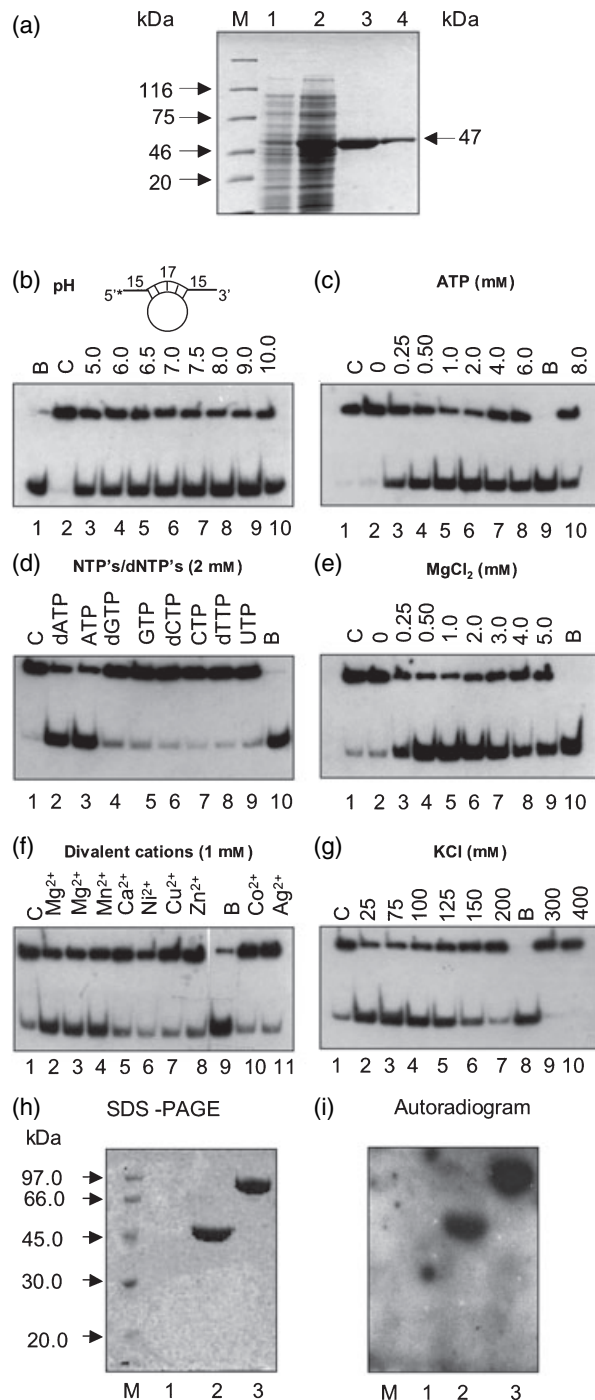 (a)
kDa M 1 2 3 4 kDa
116
75
46
20
47
(b) pH
15 17 15
5'* 3'
B C 5.0 6.0 6.5 7.0 7.5 8.0 9.0 10.0
1 2 3 4 5 6 7 8 9 10
(c) ATP (mM)
C 0 0.25 0.50 1.0 2.0 4.0 6.0 B 8.0
1 2 3 4 5 6 7 8 9 10
(d) NTP's/dNTP's (2 mM)
C dATP ATP dGTP GTP dCTP CTP dTTP UTP B
1 2 3 4 5 6 7 8 9 10
(e) MgCl₂ (mM)
C 0 0.25 0.50 1.0 2.0 3.0 4.0 5.0 B
1 2 3 4 5 6 7 8 9 10
(f) Divalent cations (1 mM)
C Mg²⁺ Mg²⁺ Mn²⁺ Ca²⁺ Ni²⁺ Cu²⁺ Zn²⁺ B Co²⁺ Ag²⁺
1 2 3 4 5 6 7 8 9 10 11
(g) KCl (mM)
C 25 75 100 125 150 200 B 300 400
1 2 3 4 5 6 7 8 9 10
(h) SDS -PAGE
kDa
97.0
66.0
45.0
30.0
20.0
M 1 2 3
(i) Autoradiogram
M 1 2 3